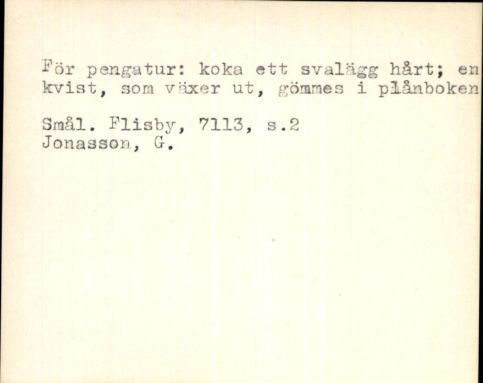 För pengatur: koka ett svalägg hårt; en
kvist, som växer ut, gömmes i plånboken
Smål. Flisby, 7113, s.2
Jonasson, G.